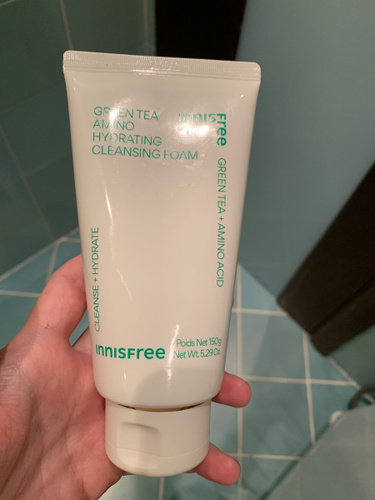 GREEN TEA
AMINO
HYDRATING
CLEANSING FOAM
INNISFree
GREEN TEA + AMINO ACID
CLEANSE + HYDRATE
INNISFree
Poids Net 150g
Net Wt. 5.29 Oz.